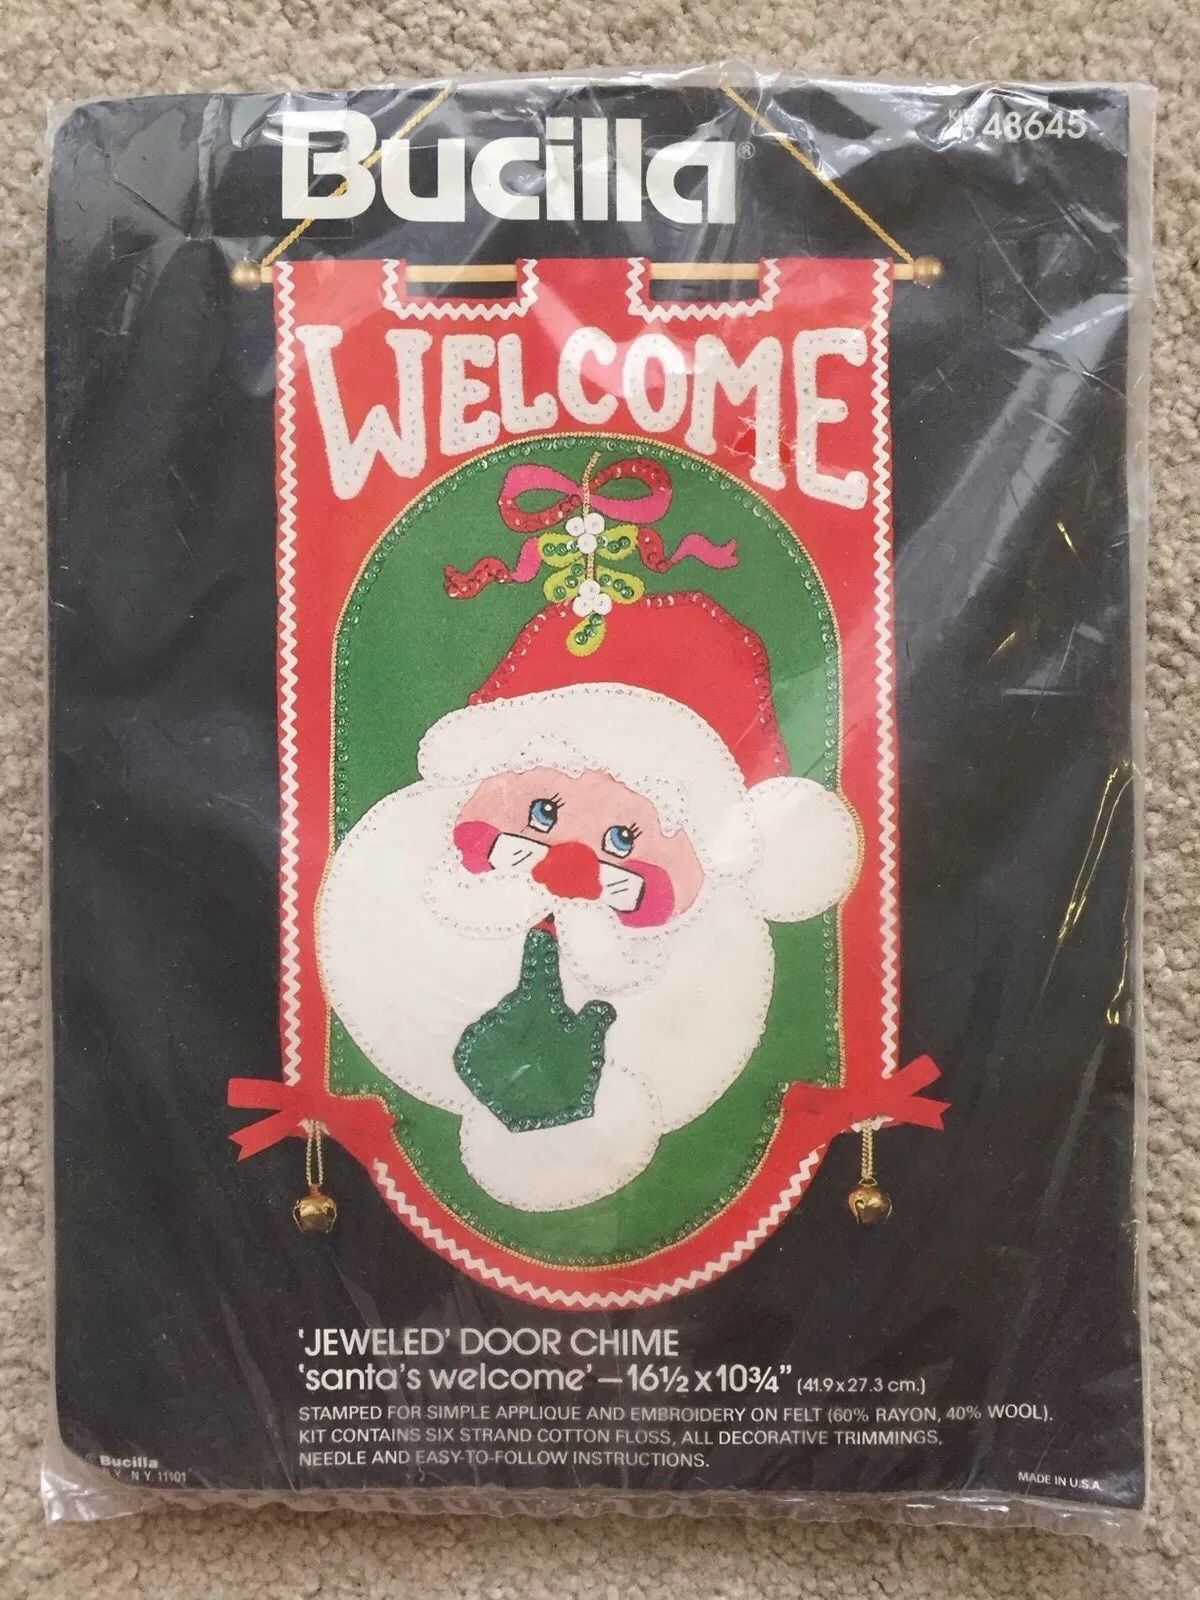 Bucilla®
KIT NO 48645
WELCOME
'JEWELED' DOOR CHIME
'santa's welcome' — 16½ x 10¾" (41.9 x 27.3 cm.)
STAMPED FOR SIMPLE APPLIQUE AND EMBROIDERY ON FELT (60% RAYON, 40% WOOL).
KIT CONTAINS SIX STRAND COTTON FLOSS, ALL DECORATIVE TRIMMINGS,
NEEDLE AND EASY-TO-FOLLOW INSTRUCTIONS.
Bucilla
N.Y. 11101
MADE IN U.S.A.